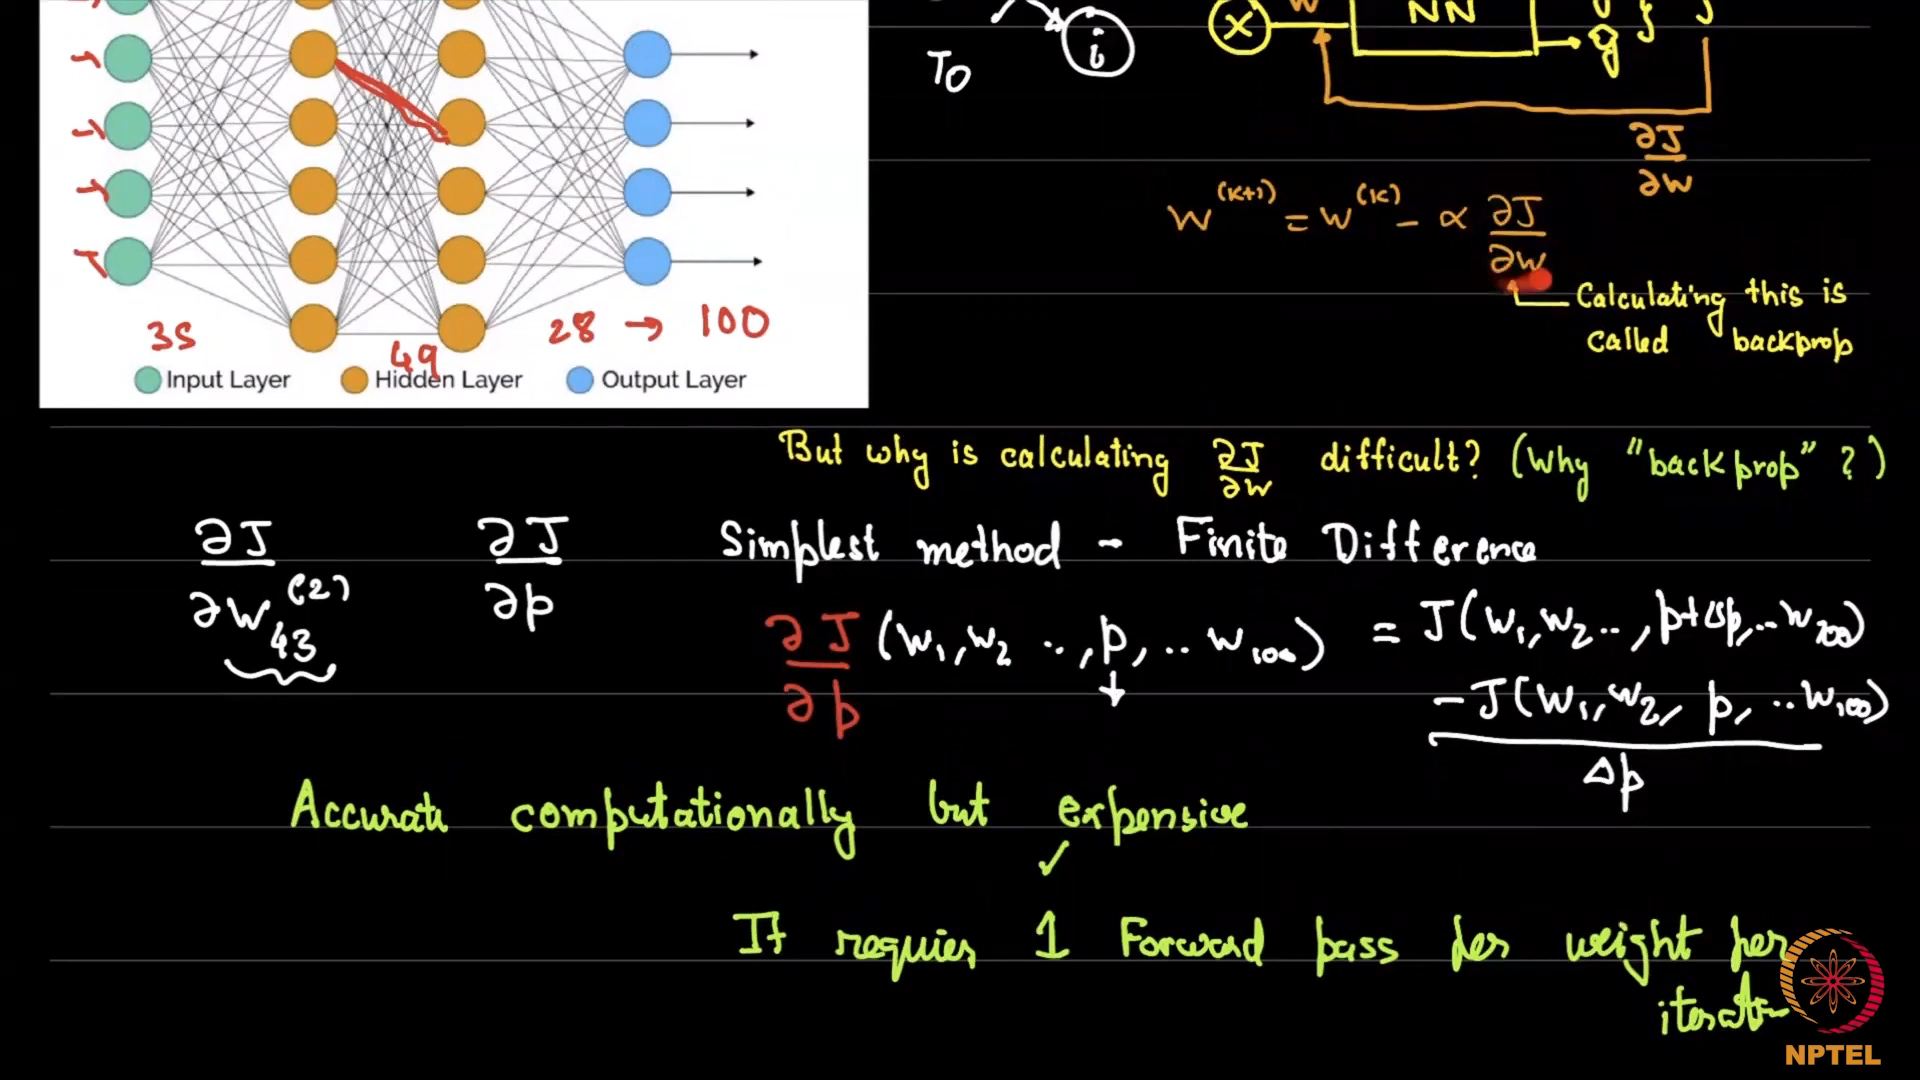 w NN ŷ } J
× i
To
∂J
∂w
w^(k+1) = w^(k) - α ∂J/∂w
Calculating this is
called backprop
35 49 28 → 100
Input Layer Hidden Layer Output Layer
But why is calculating ∂J/∂w difficult? (Why "backprop" ?)
∂J/∂w₄₃^(2) ∂J/∂p Simplest method - Finite Difference
∂J/∂p (w₁, w₂ .., p, .. w₁₀₀) = J(w₁, w₂ .., p+Δp, .. w₁₀₀)
- J(w₁, w₂, p, .. w₁₀₀)
Δp
Accurate computationally but expensive
✓
It requies 1 Forward pass per weight per
iteration
NPTEL